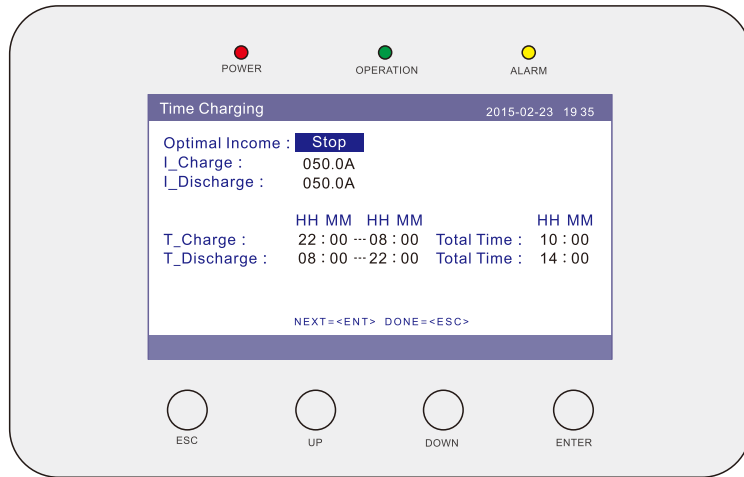 POWER OPERATION ALARM
Time Charging 2015-02-23 19 35
Optimal Income : Stop
I_Charge : 050.0A
I_Discharge : 050.0A
HH MM HH MM HH MM
T_Charge : 22 : 00 --- 08 : 00 Total Time : 10 : 00
T_Discharge : 08 : 00 --- 22 : 00 Total Time : 14 : 00
NEXT=<ENT> DONE=<ESC>
ESC UP DOWN ENTER